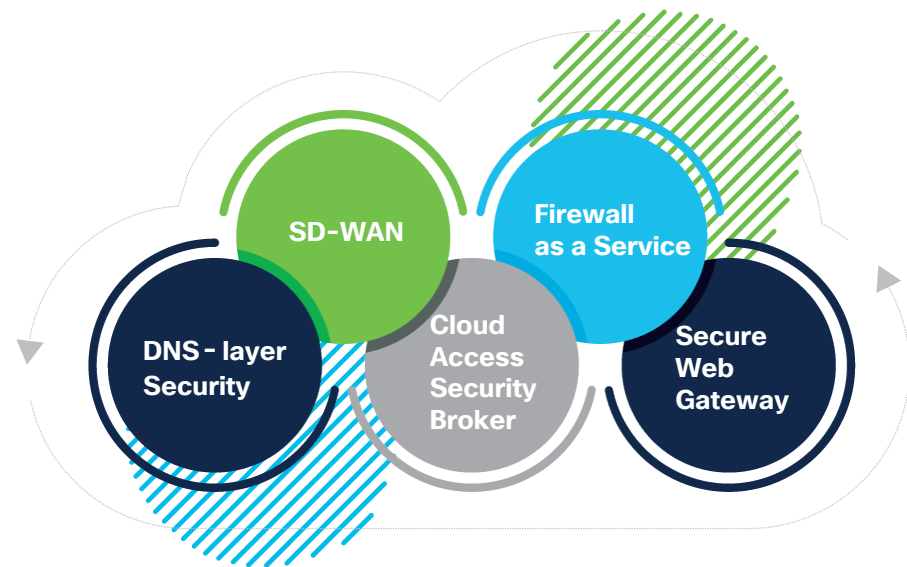 SD-WAN
Firewall
as a Service
DNS - layer
Security
Cloud
Access
Security
Broker
Secure
Web
Gateway